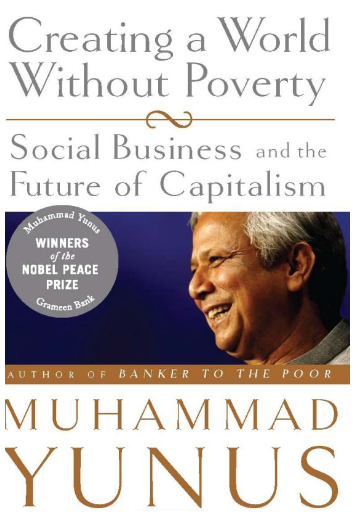 Creating a World
Without Poverty
Social Business and the
Future of Capitalism
Muhammad Yunus
WINNERS
of the
NOBEL PEACE
PRIZE
Grameen Bank
AUTHOR OF BANKER TO THE POOR
MUHAMMAD
YUNUS